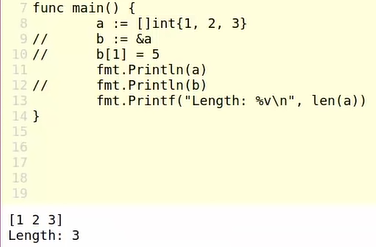 7 func main() {
8         a := []int{1, 2, 3}
9 //      b := &a
10 //      b[1] = 5
11         fmt.Println(a)
12 //      fmt.Println(b)
13         fmt.Printf("Length: %v\n", len(a))
14 }
15
16
17
18
19
[1 2 3]
Length: 3